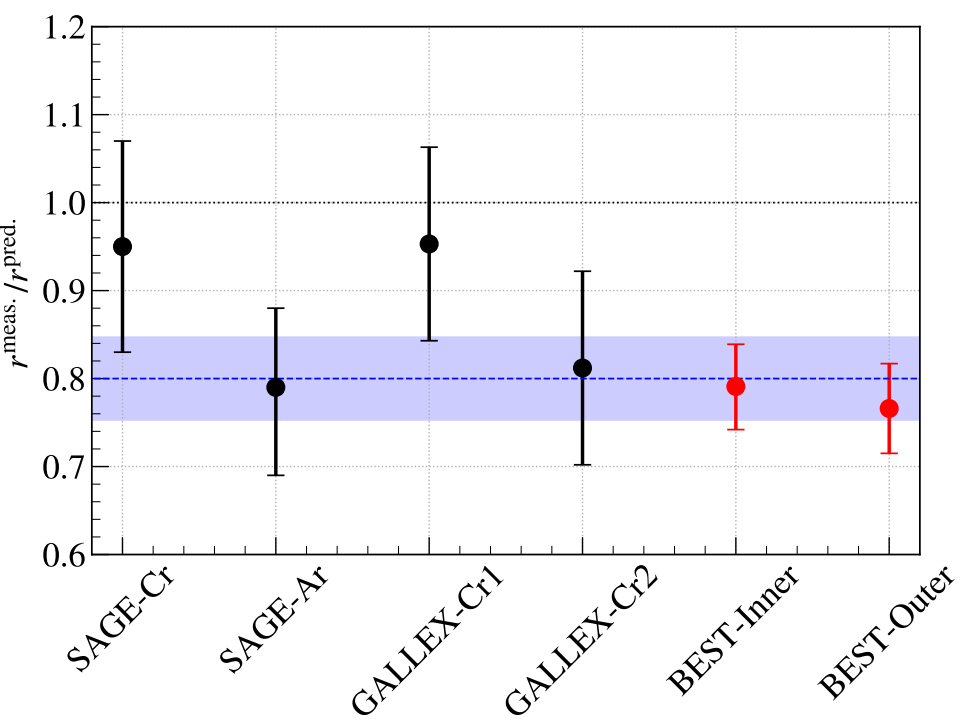 1.2
1.1
1.0
0.9
0.8
0.7
0.6
r^meas./r^pred.
SAGE-Cr
SAGE-Ar
GALLEX-Cr1
GALLEX-Cr2
BEST-Inner
BEST-Outer